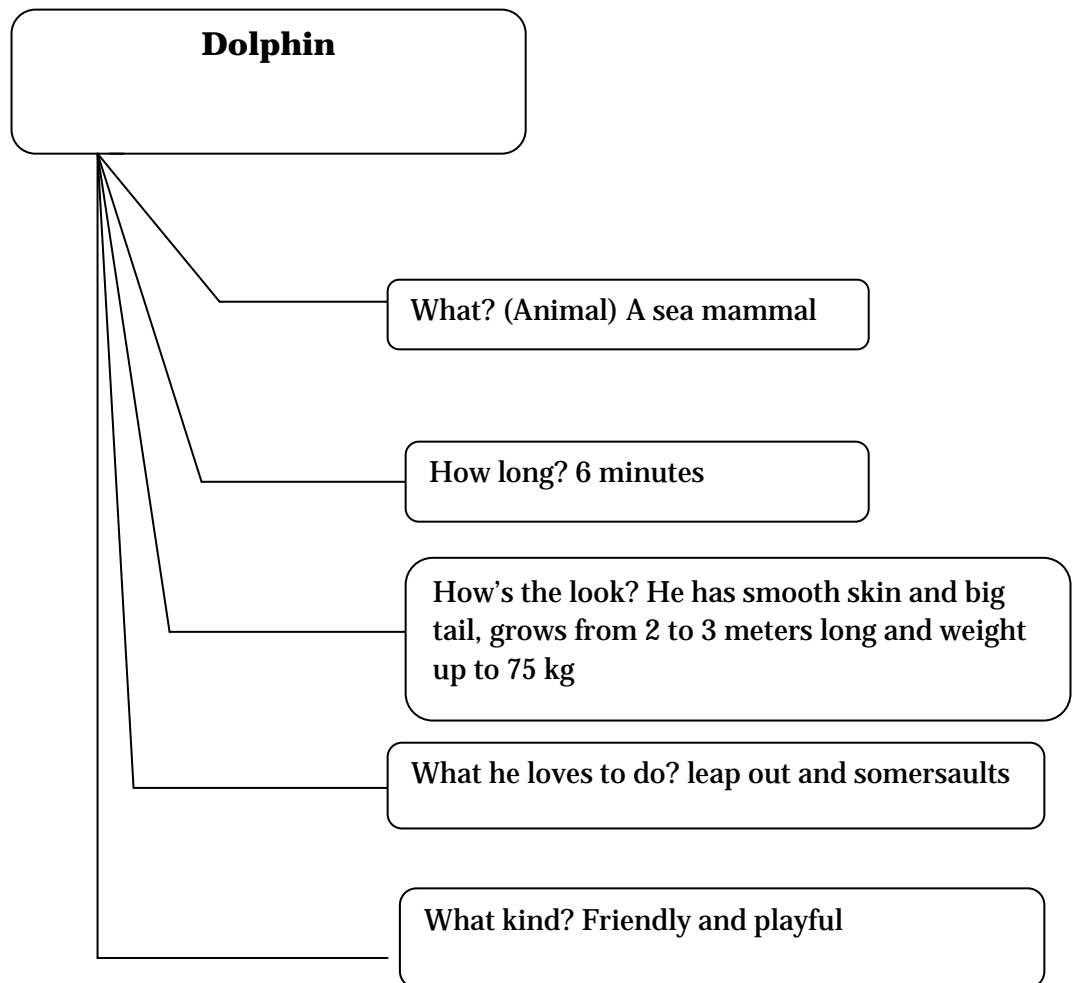 Dolphin
What? (Animal) A sea mammal
How long? 6 minutes
How’s the look? He has smooth skin and big
tail, grows from 2 to 3 meters long and weight
up to 75 kg
What he loves to do? leap out and somersaults
What kind? Friendly and playful